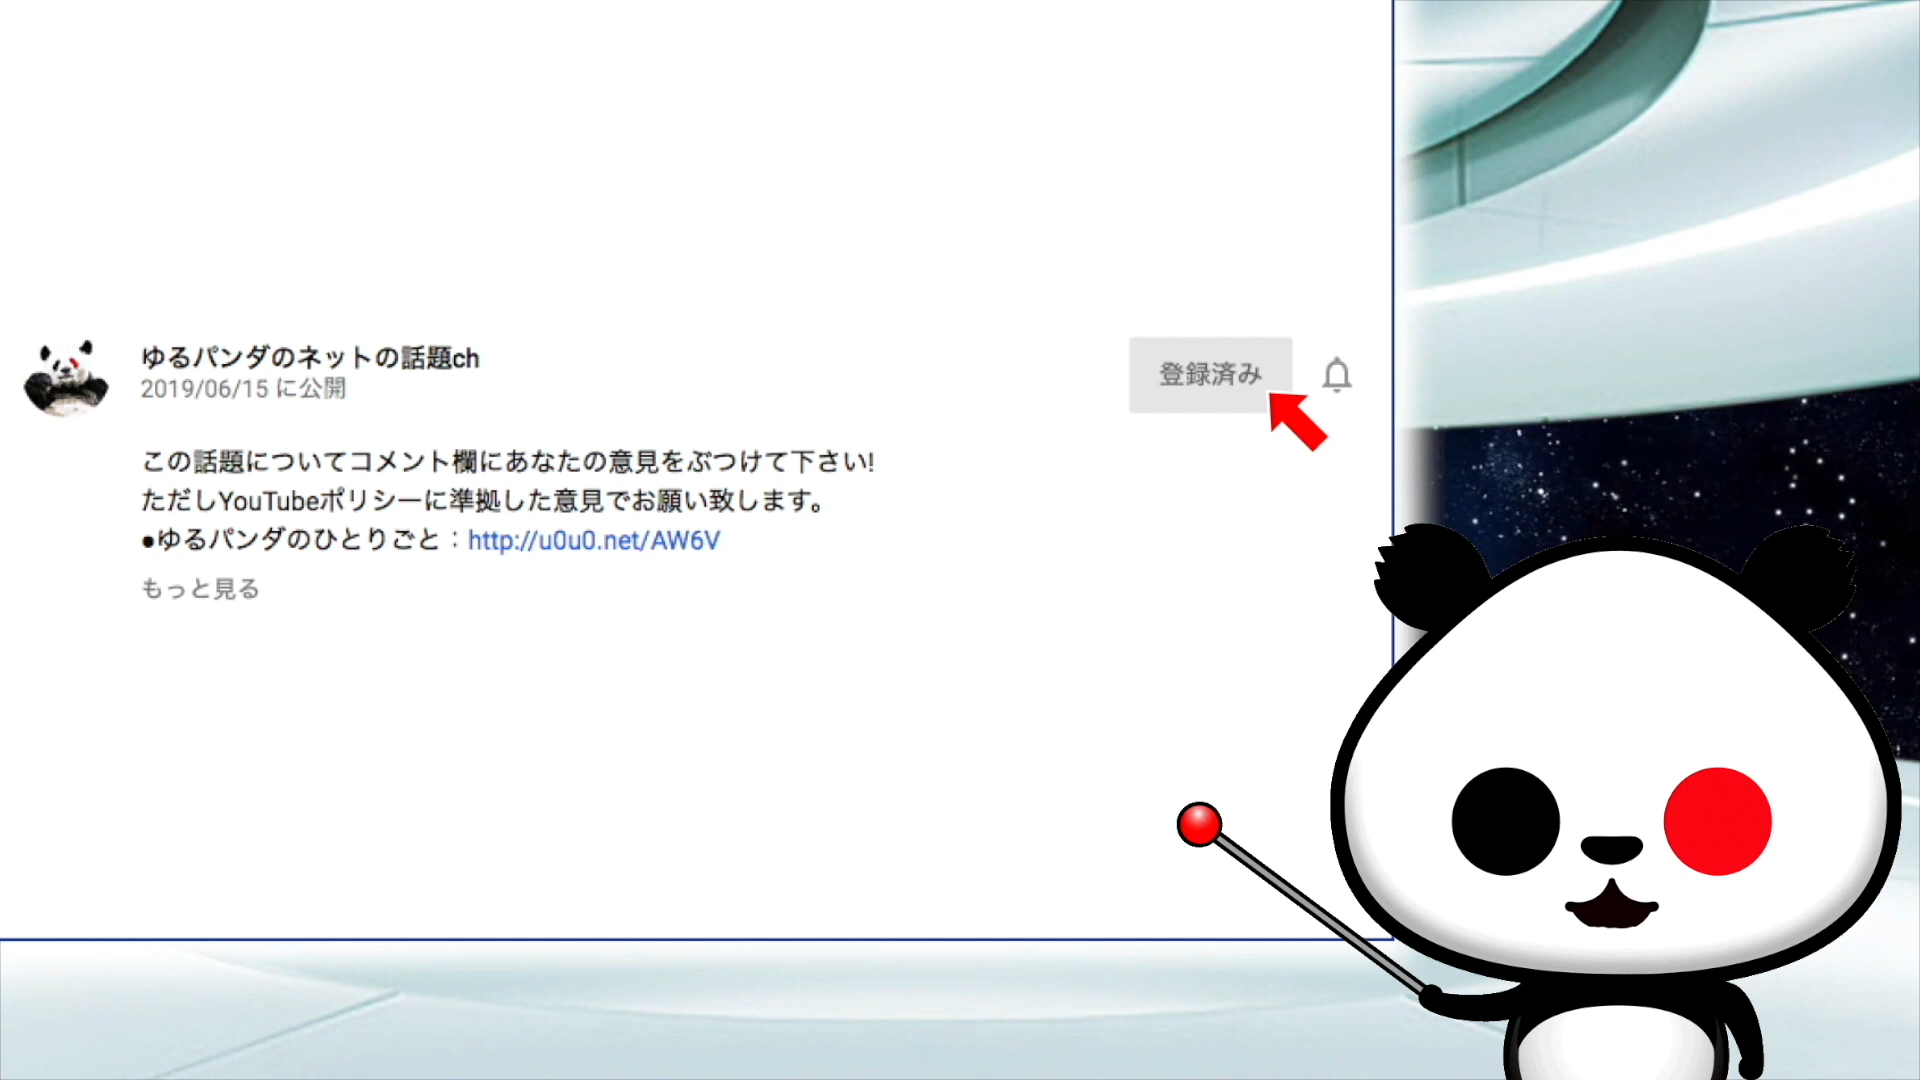 ゆるパンダのネットの話題ch
2019/06/15 に公開
登録済み
この話題についてコメント欄にあなたの意見をぶつけて下さい!
ただしYouTubeポリシーに準拠した意見でお願い致します。
●ゆるパンダのひとりごと：http://u0u0.net/AW6V
もっと見る